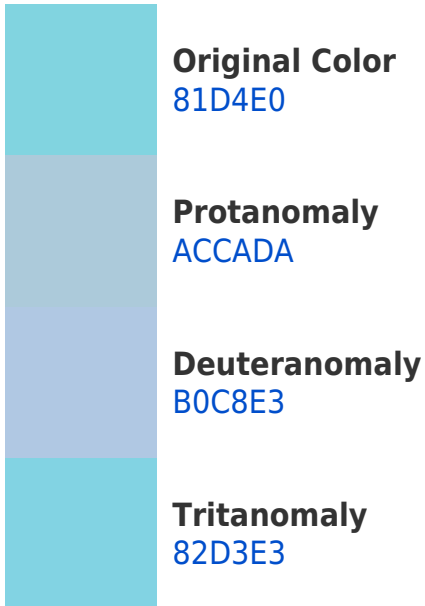 Original Color
81D4E0
Protanomaly
ACCADA
Deuteranomaly
B0C8E3
Tritanomaly
82D3E3